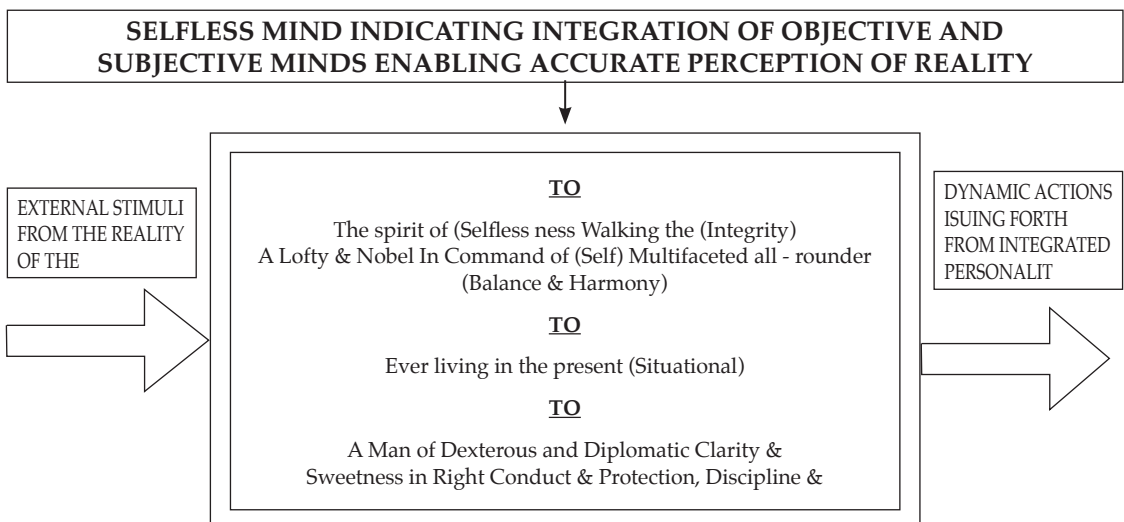 SELFLESS MIND INDICATING INTEGRATION OF OBJECTIVE AND
SUBJECTIVE MINDS ENABLING ACCURATE PERCEPTION OF REALITY
EXTERNAL STIMULI
FROM THE REALITY
OF THE
TO
The spirit of (Selfless ness Walking the (Integrity)
A Lofty & Nobel In Command of (Self) Multifaceted all - rounder
(Balance & Harmony)
TO
Ever living in the present (Situational)
TO
A Man of Dexterous and Diplomatic Clarity &
Sweetness in Right Conduct & Protection, Discipline &
DYNAMIC ACTIONS
ISUING FORTH
FROM INTEGRATED
PERSONALIT